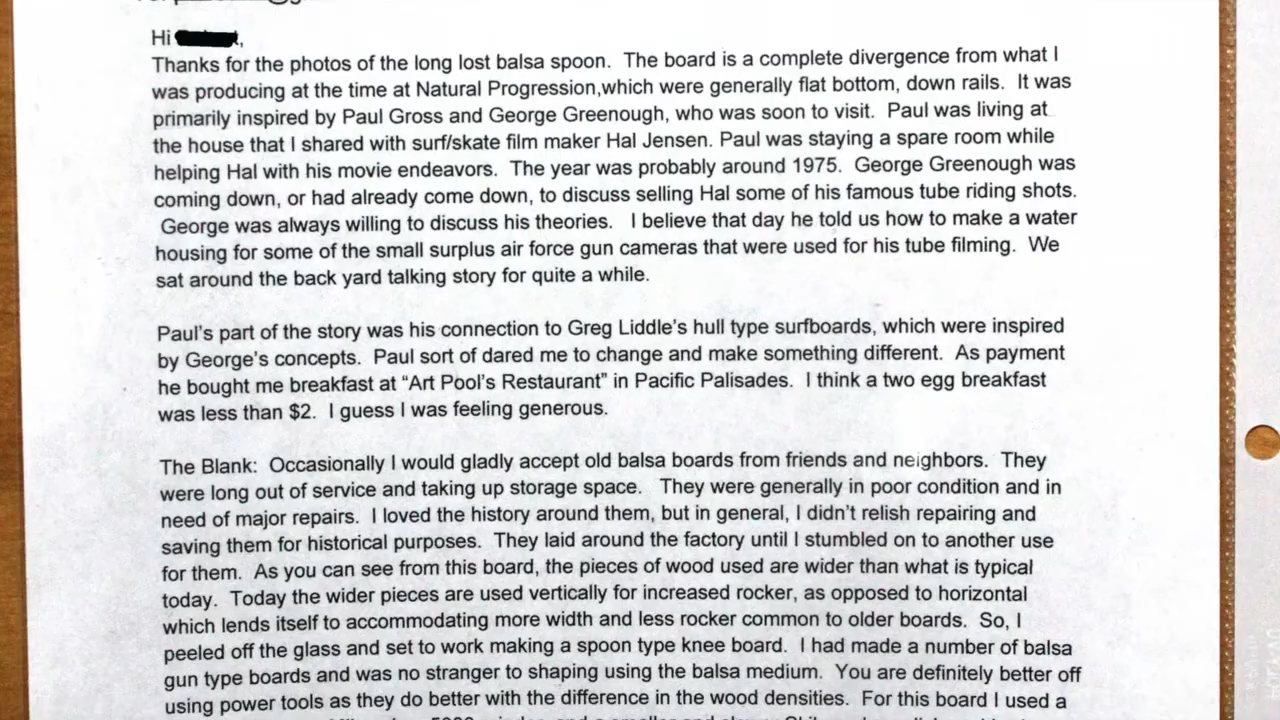 Hi
Thanks for the photos of the long lost balsa spoon.  The board is a complete divergence from what I
was producing at the time at Natural Progression,which were generally flat bottom, down rails.  It was
primarily inspired by Paul Gross and George Greenough, who was soon to visit.  Paul was living at
the house that I shared with surf/skate film maker Hal Jensen. Paul was staying a spare room while
helping Hal with his movie endeavors.  The year was probably around 1975.  George Greenough was
coming down, or had already come down, to discuss selling Hal some of his famous tube riding shots.
George was always willing to discuss his theories.   I believe that day he told us how to make a water
housing for some of the small surplus air force gun cameras that were used for his tube filming.  We
sat around the back yard talking story for quite a while.
Paul's part of the story was his connection to Greg Liddle's hull type surfboards, which were inspired
by George's concepts.  Paul sort of dared me to change and make something different.  As payment
he bought me breakfast at “Art Pool's Restaurant” in Pacific Palisades.  I think a two egg breakfast
was less than $2.  I guess I was feeling generous.
The Blank:  Occasionally I would gladly accept old balsa boards from friends and neighbors.  They
were long out of service and taking up storage space.   They were generally in poor condition and in
need of major repairs.  I loved the history around them, but in general, I didn't relish repairing and
saving them for historical purposes.  They laid around the factory until I stumbled on to another use
for them.  As you can see from this board, the pieces of wood used are wider than what is typical
today.  Today the wider pieces are used vertically for increased rocker, as opposed to horizontal
which lends itself to accommodating more width and less rocker common to older boards.  So, I
peeled off the glass and set to work making a spoon type knee board.  I had made a number of balsa
gun type boards and was no stranger to shaping using the balsa medium.  You are definitely better off
using power tools as they do better with the difference in the wood densities.  For this board I used a